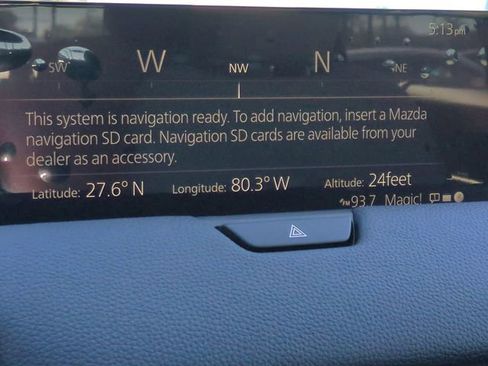 5:13pm
SW W NW N NE
This system is navigation ready. To add navigation, insert a Mazda
navigation SD card. Navigation SD cards are available from your
dealer as an accessory.
Latitude: 27.6° N Longitude: 80.3° W Altitude: 24feet
FM 93.7 Magic!